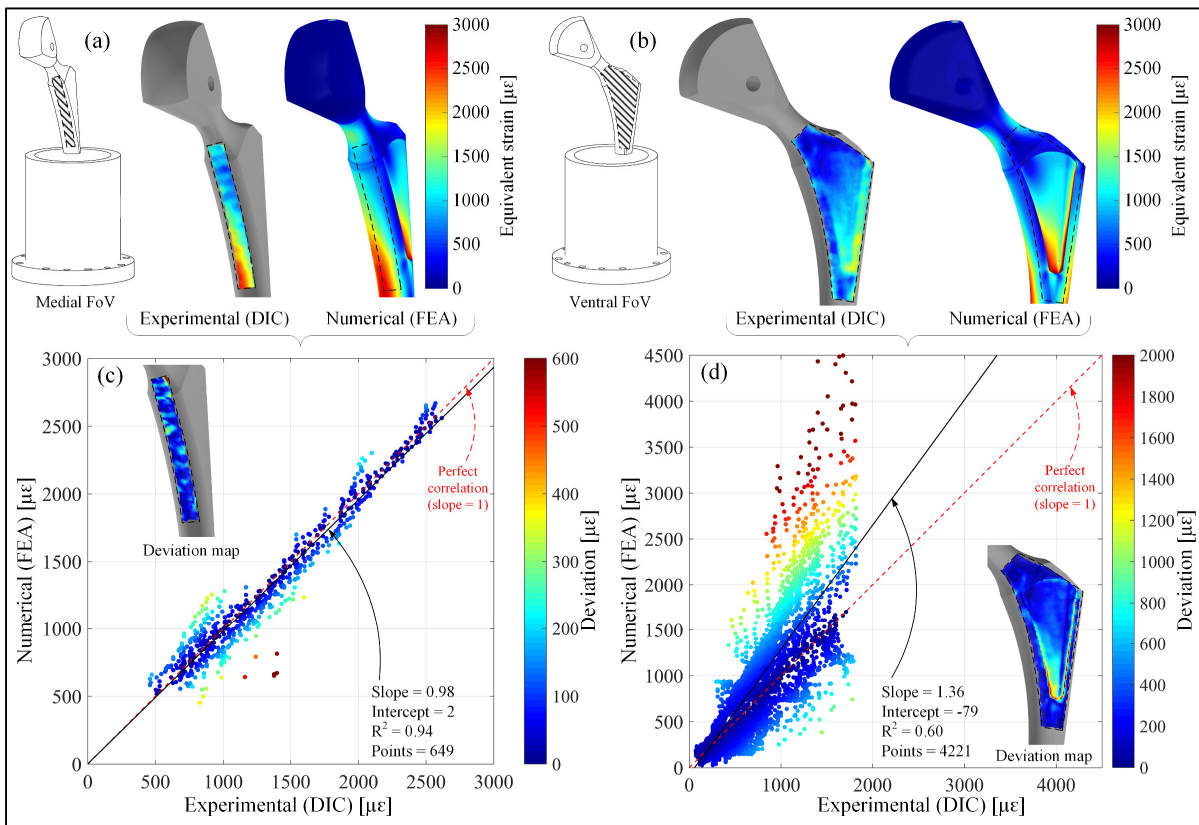 (a)
3000
2500
2000
1500
1000
500
0
Equivalent strain [με]
Medial FoV
Experimental (DIC)
Numerical (FEA)
(b)
3000
2500
2000
1500
1000
500
0
Equivalent strain [με]
Ventral FoV
Experimental (DIC)
Numerical (FEA)
(c)
3000
2500
2000
1500
1000
500
0
Numerical (FEA) [με]
Deviation map
Perfect
correlation
(slope = 1)
Slope = 0.98
Intercept = 2
R² = 0.94
Points = 649
0
500
1000
1500
2000
2500
3000
Experimental (DIC) [με]
600
500
400
300
200
100
0
Deviation [με]
(d)
4500
4000
3500
3000
2500
2000
1500
1000
500
0
Numerical (FEA) [με]
Perfect
correlation
(slope = 1)
Slope = 1.36
Intercept = -79
R² = 0.60
Points = 4221
Deviation map
0
1000
2000
3000
4000
Experimental (DIC) [με]
2000
1800
1600
1400
1200
1000
800
600
400
200
0
Deviation [με]